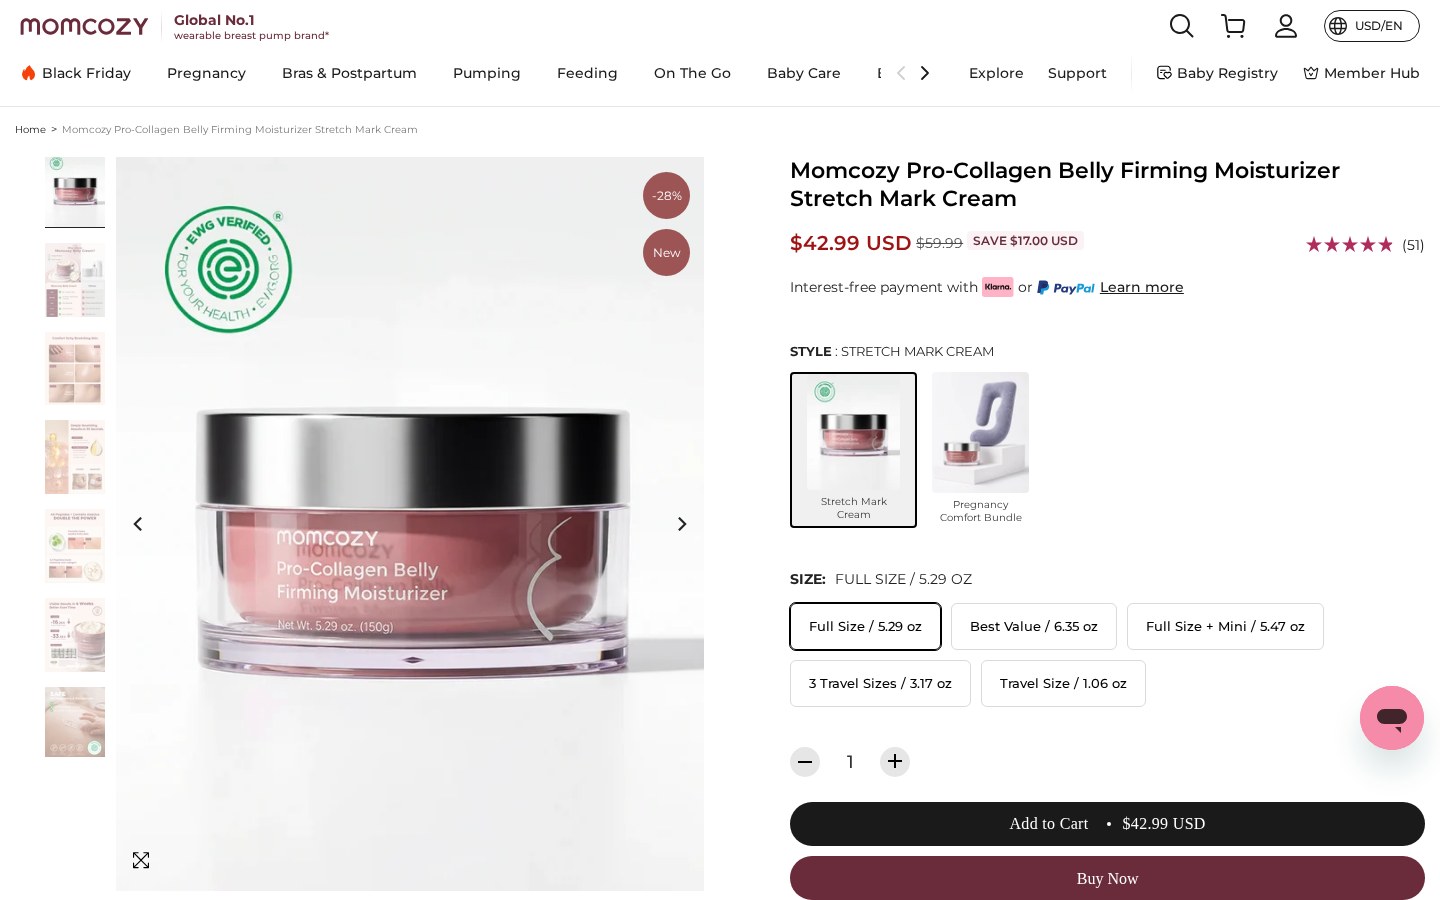 momcozy
Global No.1
wearable breast pump brand*
USD/EN
Black Friday
Pregnancy
Bras & Postpartum
Pumping
Feeding
On The Go
Baby Care
Explore
Support
Baby Registry
Member Hub
Home > Momcozy Pro-Collagen Belly Firming Moisturizer Stretch Mark Cream
EWG VERIFIED
®
FOR YOUR HEALTH • EWG.ORG
-28%
New
momcozy
Pro-Collagen Belly
Firming Moisturizer
Net Wt. 5.29 oz. (150g)
Momcozy Pro-Collagen Belly Firming Moisturizer
Stretch Mark Cream
$42.99 USD $59.99 SAVE $17.00 USD
(51)
Interest-free payment with Klarna. or PayPal Learn more
STYLE : STRETCH MARK CREAM
Stretch Mark
Cream
Pregnancy
Comfort Bundle
SIZE: FULL SIZE / 5.29 OZ
Full Size / 5.29 oz
Best Value / 6.35 oz
Full Size + Mini / 5.47 oz
3 Travel Sizes / 3.17 oz
Travel Size / 1.06 oz
1
Add to Cart • $42.99 USD
Buy Now